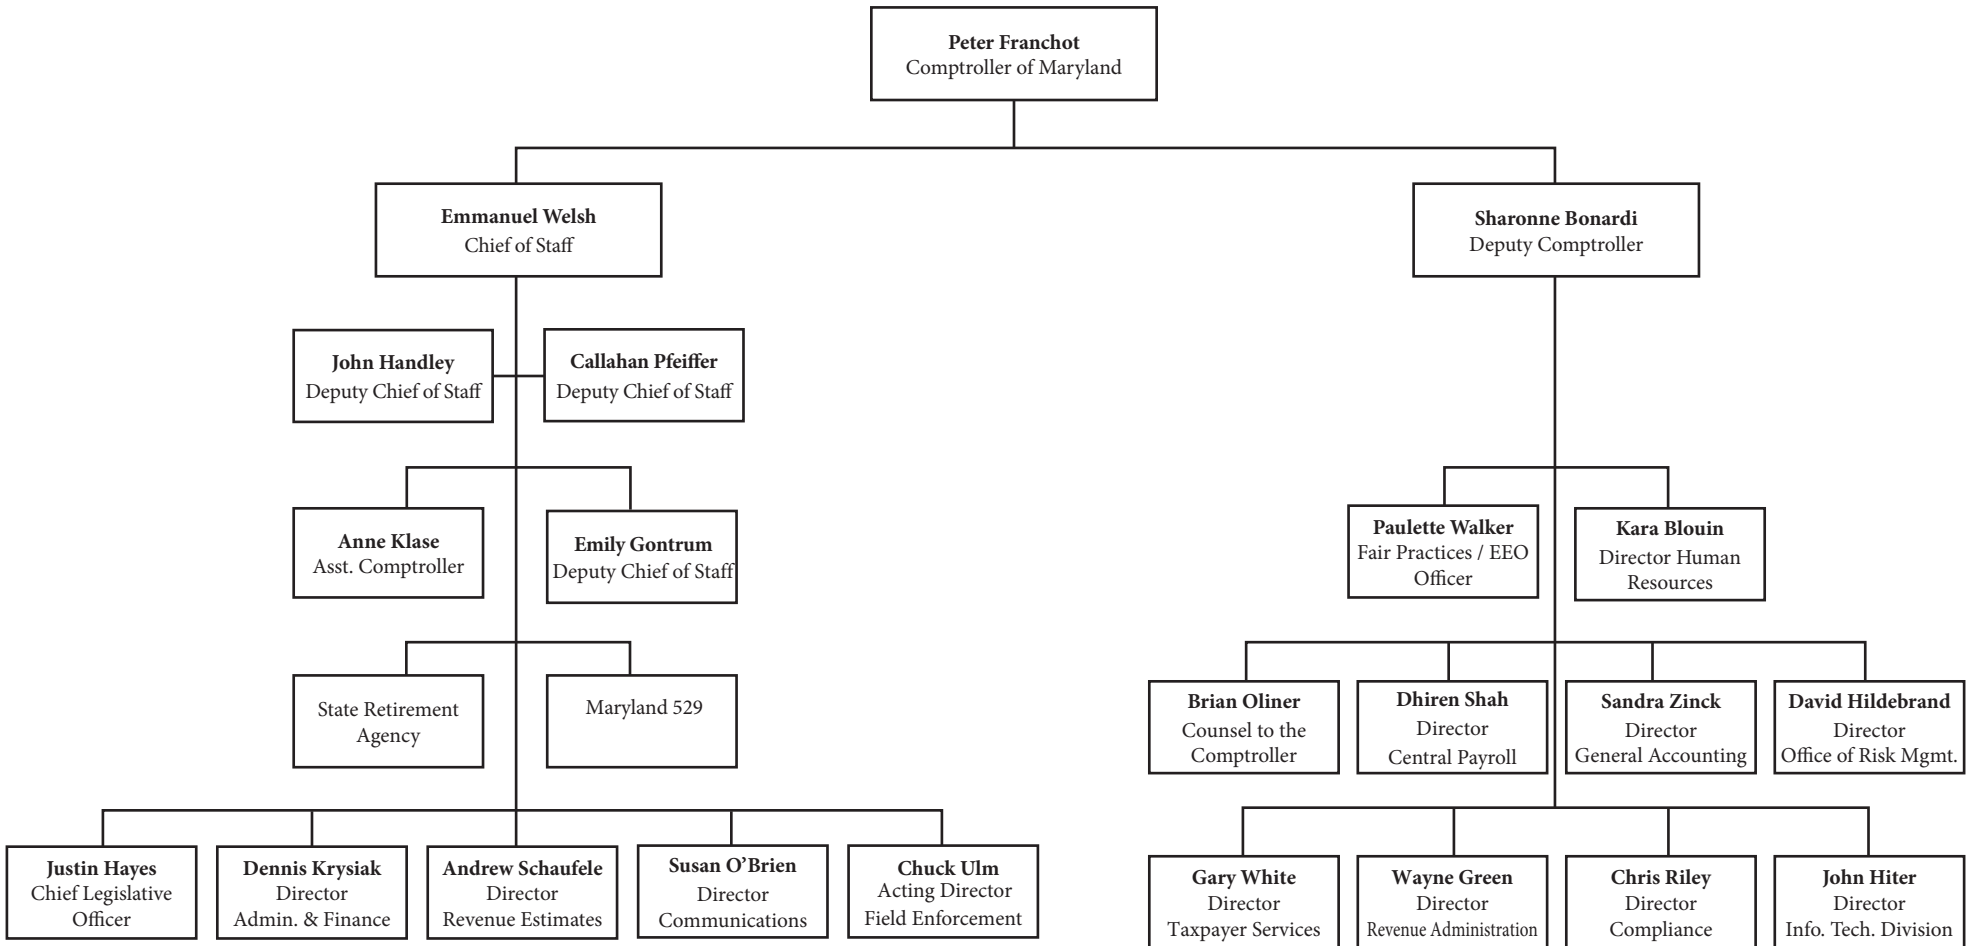 Peter Franchot
Comptroller of Maryland
Emmanuel Welsh
Chief of Staff
Sharonne Bonardi
Deputy Comptroller
John Handley
Deputy Chief of Staff
Callahan Pfeiffer
Deputy Chief of Staff
Anne Klase
Asst. Comptroller
Emily Gontrum
Deputy Chief of Staff
Paulette Walker
Fair Practices / EEO
Officer
Kara Blouin
Director Human
Resources
State Retirement
Agency
Maryland 529
Brian Oliner
Counsel to the
Comptroller
Dhiren Shah
Director
Central Payroll
Sandra Zinck
Director
General Accounting
David Hildebrand
Director
Office of Risk Mgmt.
Justin Hayes
Chief Legislative
Officer
Dennis Krysiak
Director
Admin. & Finance
Andrew Schaufele
Director
Revenue Estimates
Susan O’Brien
Director
Communications
Chuck Ulm
Acting Director
Field Enforcement
Gary White
Director
Taxpayer Services
Wayne Green
Director
Revenue Administration
Chris Riley
Director
Compliance
John Hiter
Director
Info. Tech. Division